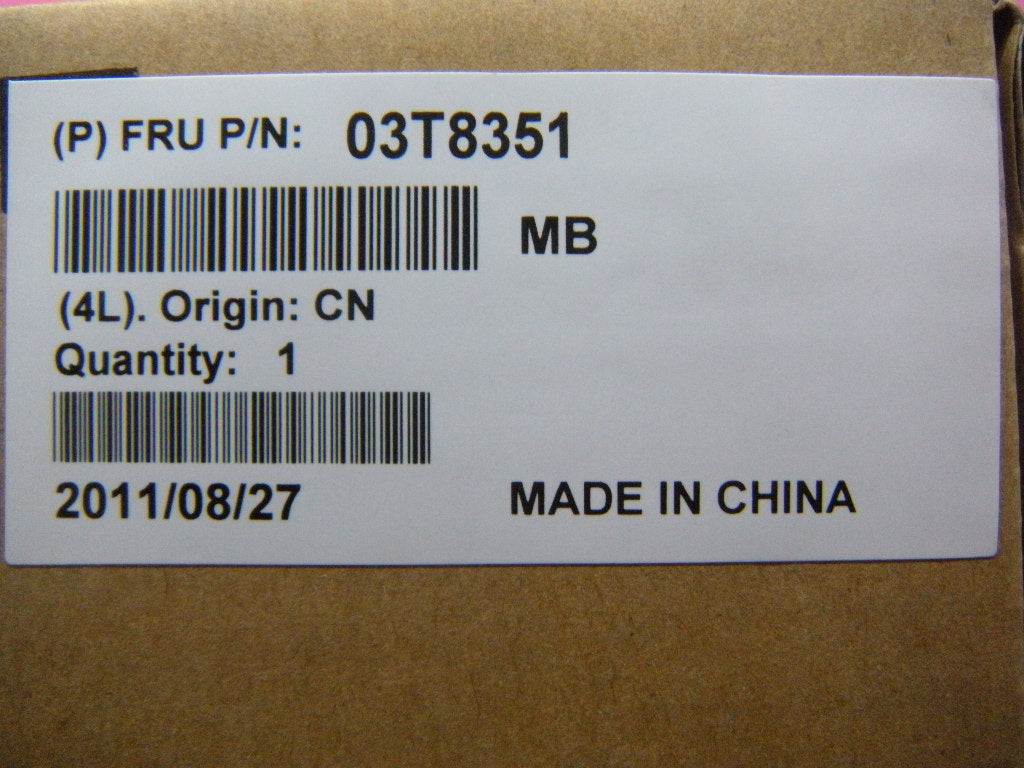 (P) FRU P/N: 03T8351
MB
(4L). Origin: CN
Quantity: 1
2011/08/27 MADE IN CHINA